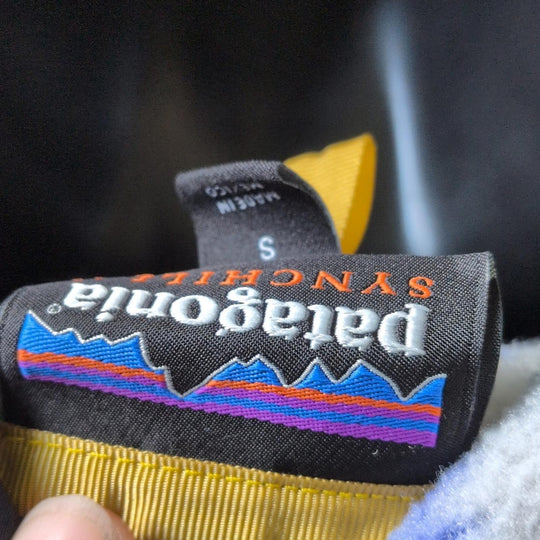 patagonia®
SYNCHILLA
S
MADE IN
MEXICO